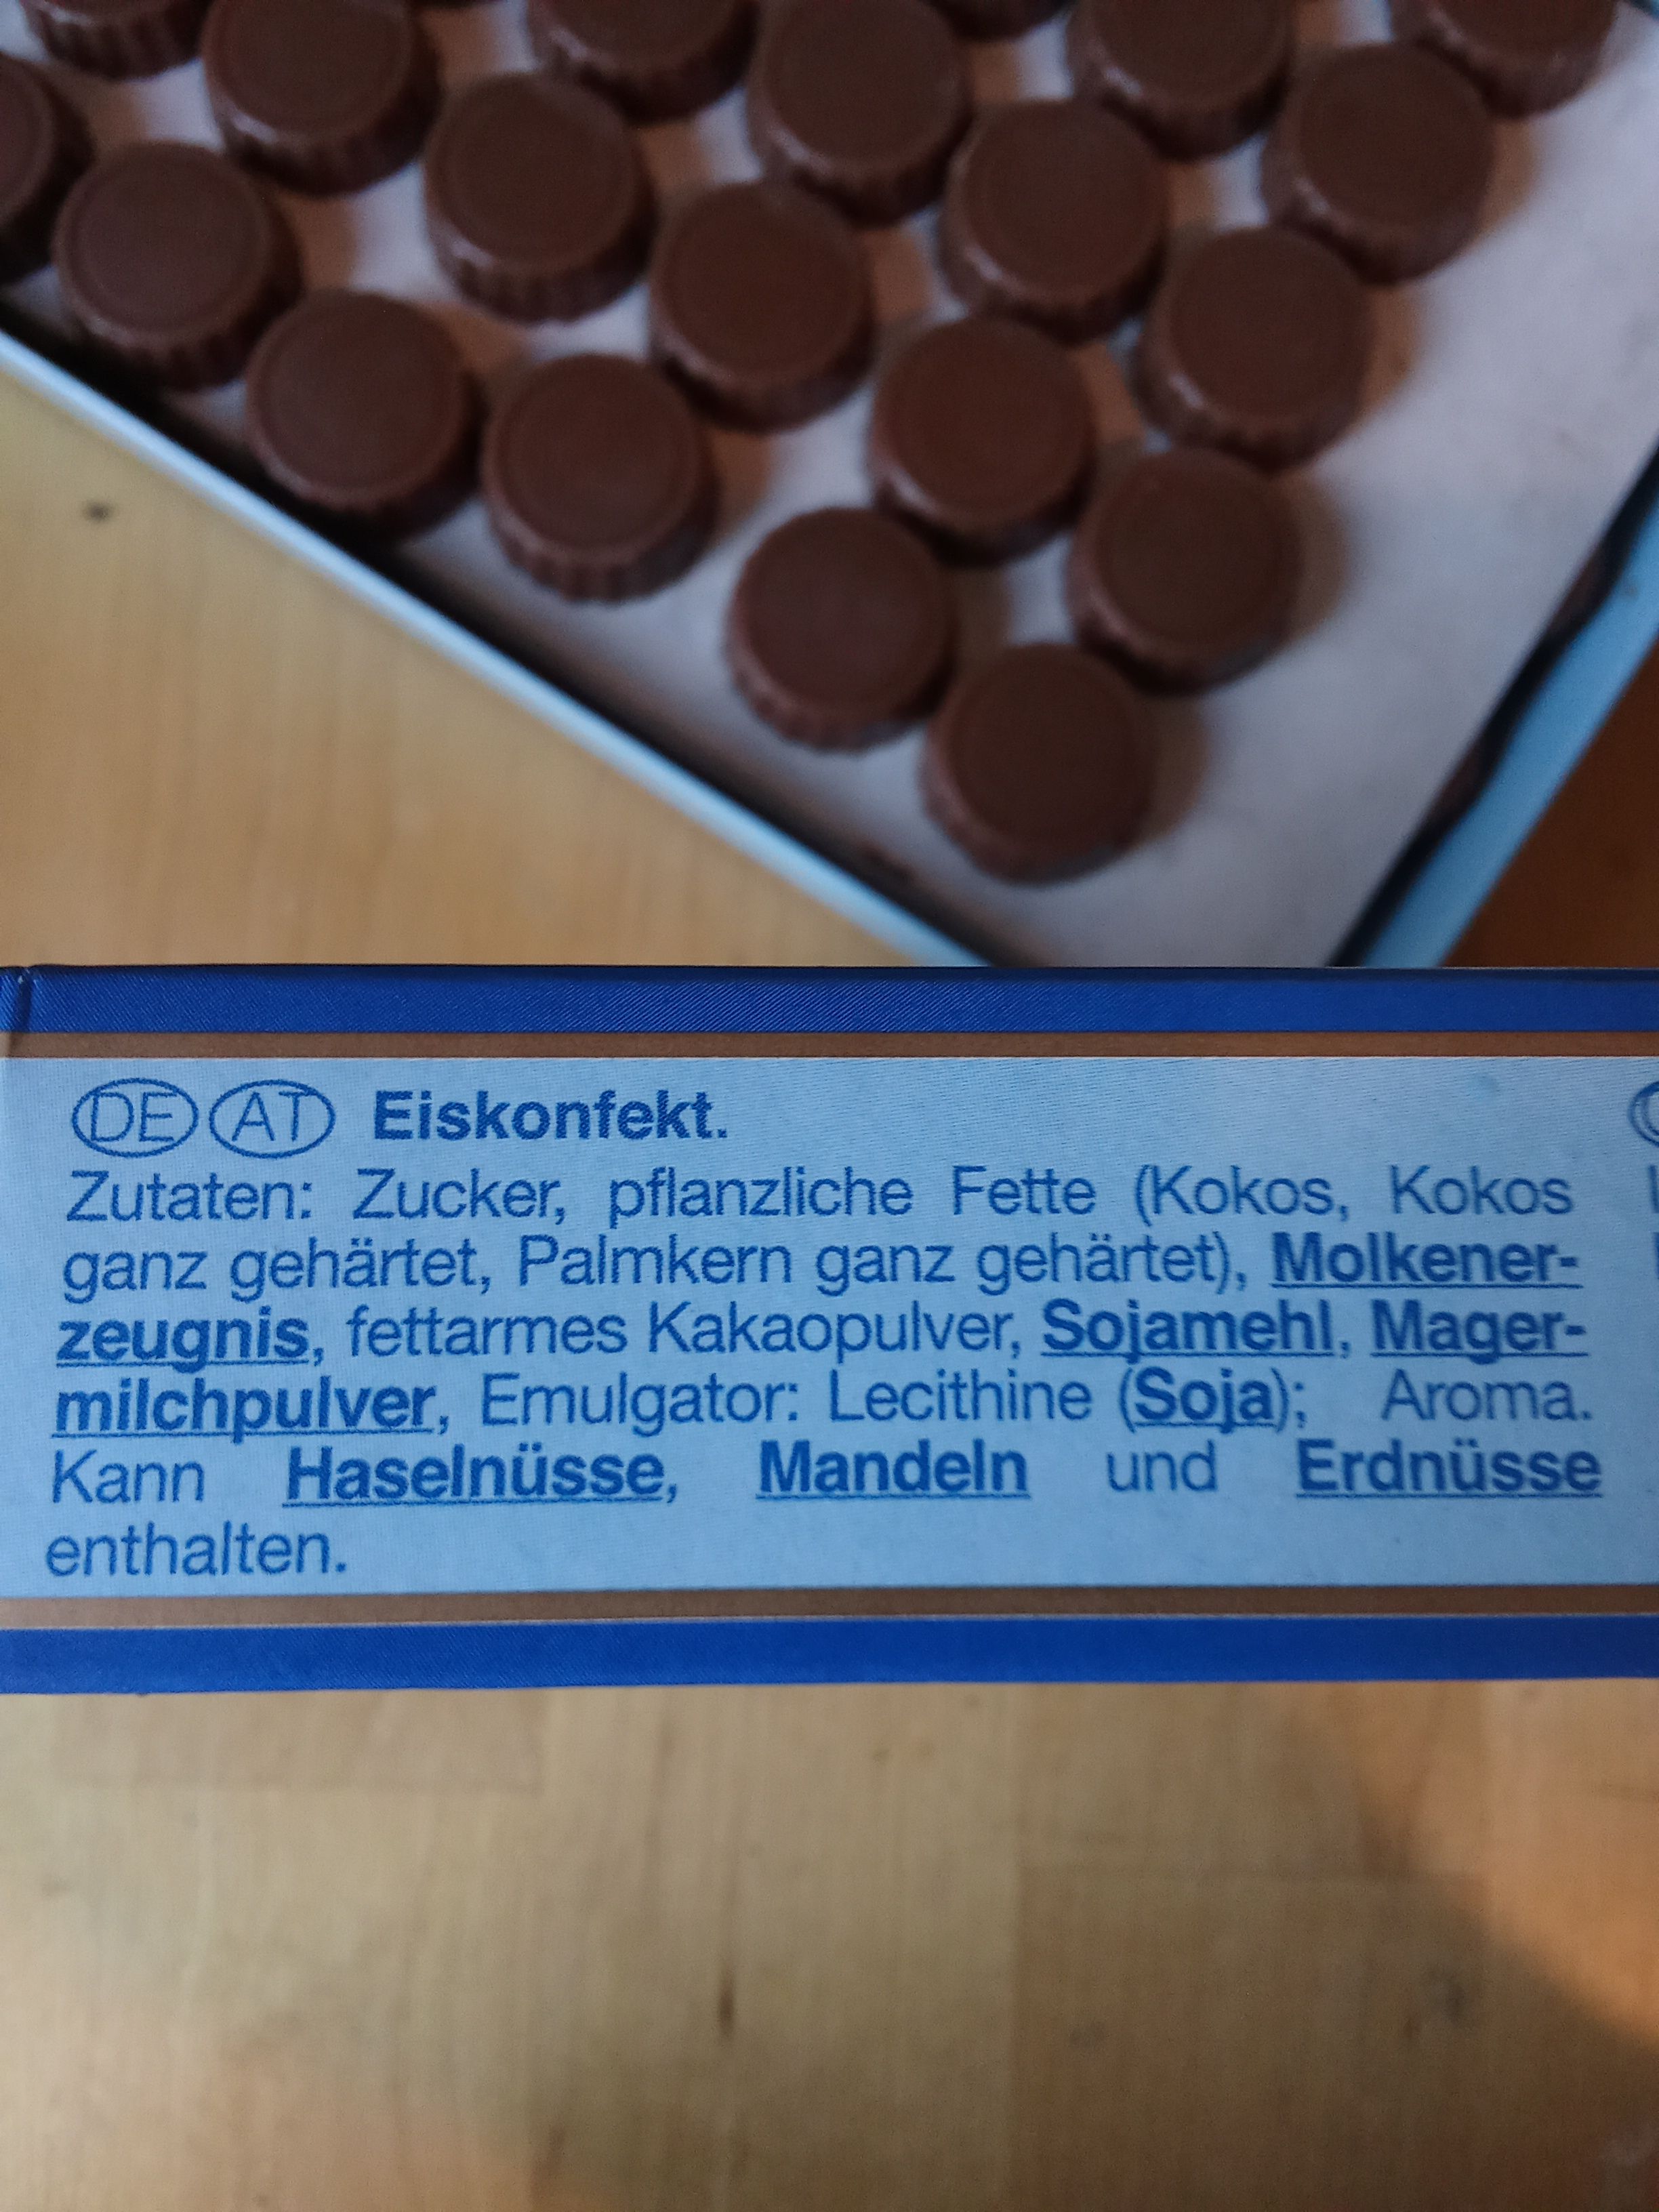 DE AT Eiskonfekt.
Zutaten: Zucker, pflanzliche Fette (Kokos, Kokos
ganz gehärtet, Palmkern ganz gehärtet), Molkener-
zeugnis, fettarmes Kakaopulver, Sojamehl, Mager-
milchpulver, Emulgator: Lecithine (Soja); Aroma.
Kann Haselnüsse, Mandeln und Erdnüsse
enthalten.